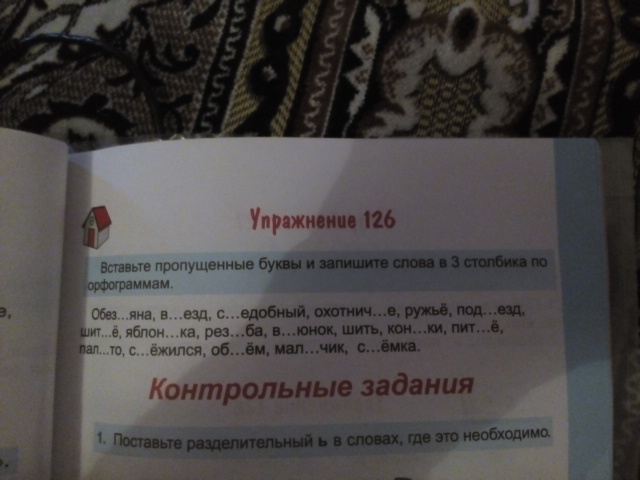 Упражнение 126
Вставьте пропущенные буквы и запишите слова в 3 столбика по
орфограммам.
Обез...яна, в...езд, с...едобный, охотнич...е, ружьё, под...езд,
шит...ё, яблон...ка, рез...ба, в...юнок, шить, кон...ки, пит...ё,
пал...то, с...ёжился, об...ём, мал...чик, с...ёмка.
Контрольные задания
1. Поставьте разделительный ь в словах, где это необходимо.